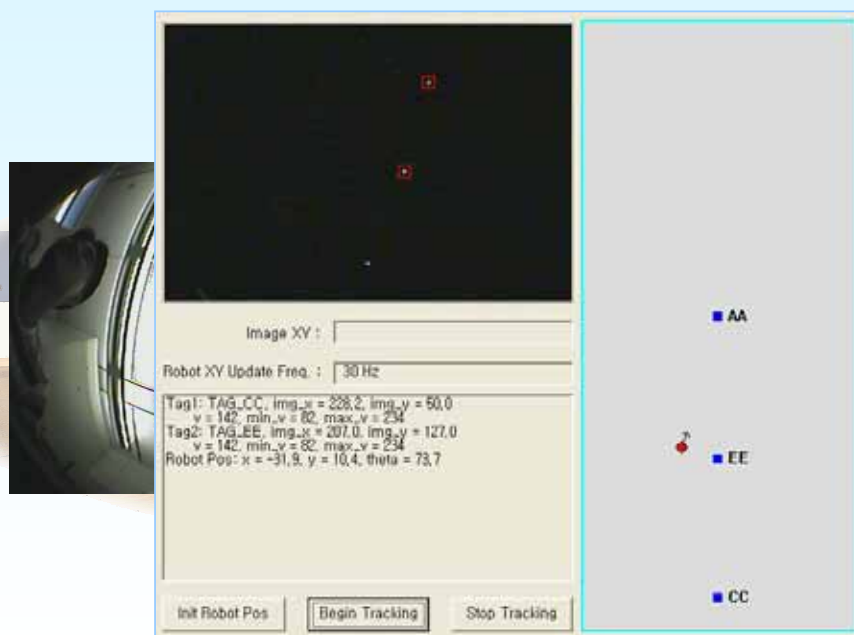 Image XY :
Robot XY Update Freq. : 30 Hz
Tag1: TAG_CC, img_x = 228,2, img_y = 50,0
v = 142, min_v = 82, max_v = 234
Tag2: TAG_EE, img_x = 207,0, img_y = 127,0
v = 142, min_v = 82, max_v = 234
Robot Pos: x = -31,9, y = 10,4, theta = 73,7
Init Robot Pos
Begin Tracking
Stop Tracking
AA
EE
CC